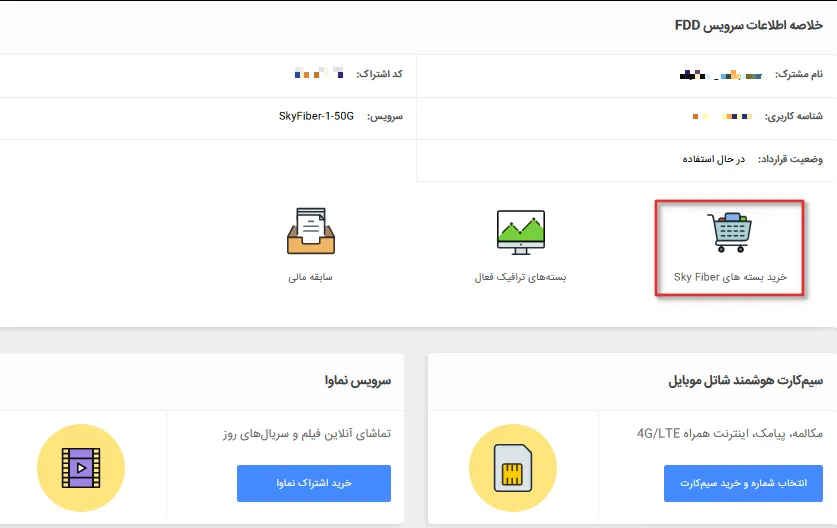 خلاصه اطلاعات سرویس FDD
نام مشترک:
کد اشتراک:
شناسه کاربری:
سرویس: SkyFiber-1-50G
وضعیت قرارداد: در حال استفاده
خرید بسته های Sky Fiber
بسته‌های ترافیک فعال
سابقه مالی
سیم‌کارت هوشمند شاتل موبایل
مکالمه، پیامک، اینترنت همراه 4G/LTE
انتخاب شماره و خرید سیم‌کارت
سرویس نماوا
تماشای آنلاین فیلم و سریال‌های روز
خرید اشتراک نماوا